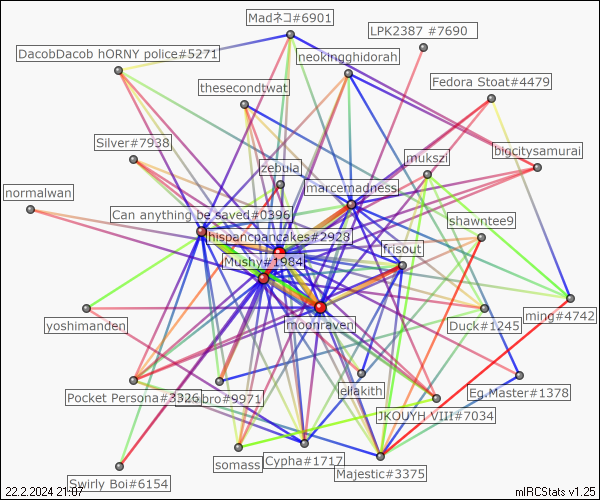 Madネコ#6901
LPK2387 #7690
DacobDacob hORNY police#5271
neokingghidorah
thesecondtwat
Fedora Stoat#4479
Silver#7938
bigcitysamurai
mukszi
zebula
normalwan
marcemadness
Can anything be saved#0396
shawntee9
hispancpancakes#2928
frisout
Mushy#1984
yoshimanden
moonraven
Duck#1245
ming#4742
eilakith
Eg.Master#1378
Pocket Persona#3326
bro#9971
JKOUYH VIII#7034
somass
Cypha#1717
Majestic#3375
Swirly Boi#6154
22.2.2024 21:07
mIRCStats v1.25